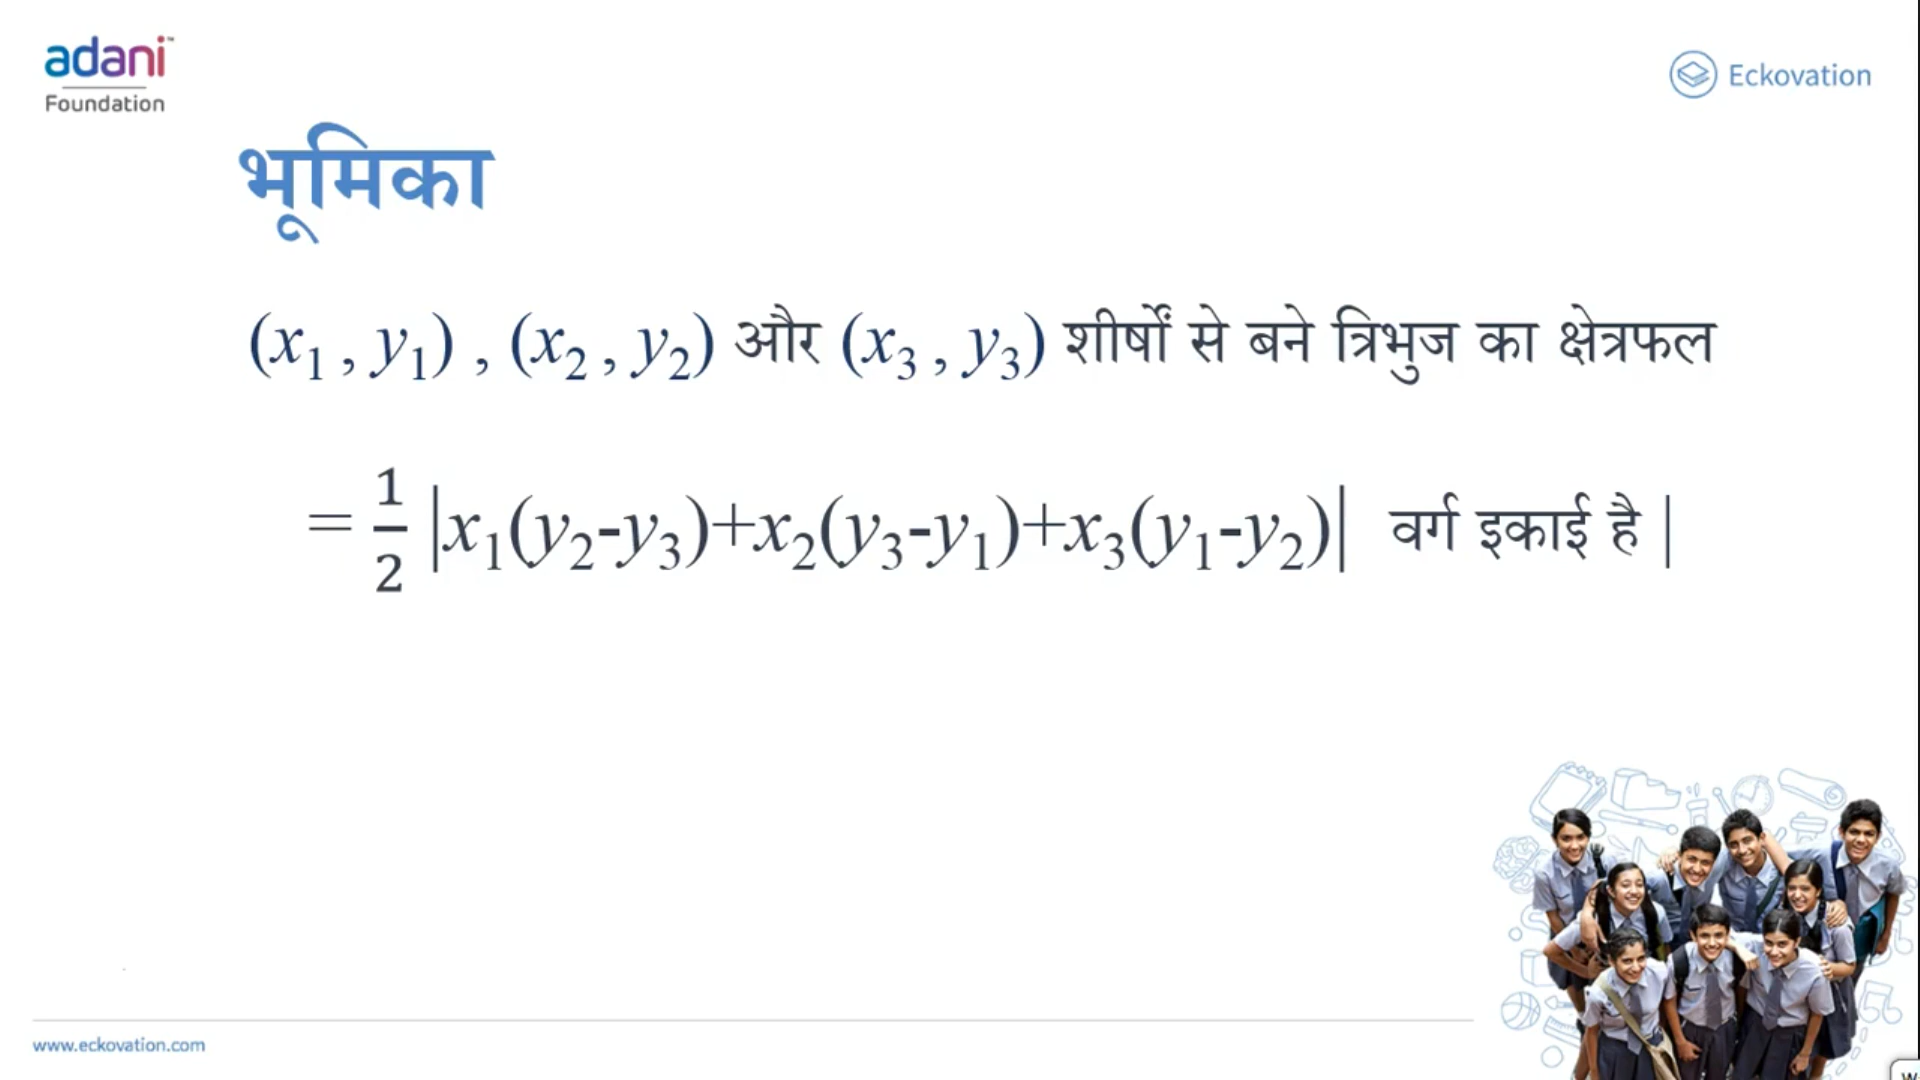 adani™
Foundation
Eckovation
भूमिका
(x₁ , y₁) , (x₂ , y₂) और (x₃ , y₃) शीर्षों से बने त्रिभुज का क्षेत्रफल
= 1/2 |x₁(y₂-y₃)+x₂(y₃-y₁)+x₃(y₁-y₂)| वर्ग इकाई है |
www.eckovation.com